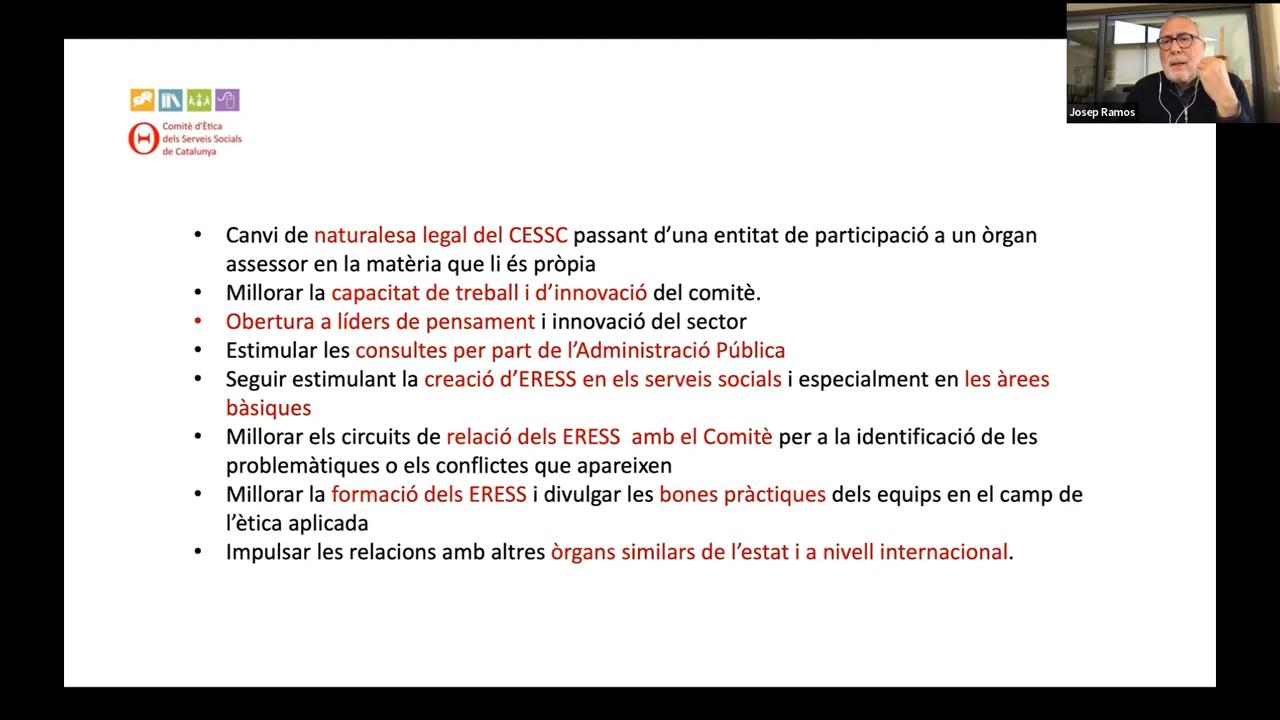 Josep Ramos
Comitè d'Ètica
dels Serveis Socials
de Catalunya
• Canvi de naturalesa legal del CESSC passant d’una entitat de participació a un òrgan
assessor en la matèria que li és pròpia
• Millorar la capacitat de treball i d’innovació del comitè.
• Obertura a líders de pensament i innovació del sector
• Estimular les consultes per part de l’Administració Pública
• Seguir estimulant la creació d’ERESS en els serveis socials i especialment en les àrees
bàsiques
• Millorar els circuits de relació dels ERESS  amb el Comitè per a la identificació de les
problemàtiques o els conflictes que apareixen
• Millorar la formació dels ERESS i divulgar les bones pràctiques dels equips en el camp de
l’ètica aplicada
• Impulsar les relacions amb altres òrgans similars de l’estat i a nivell internacional.